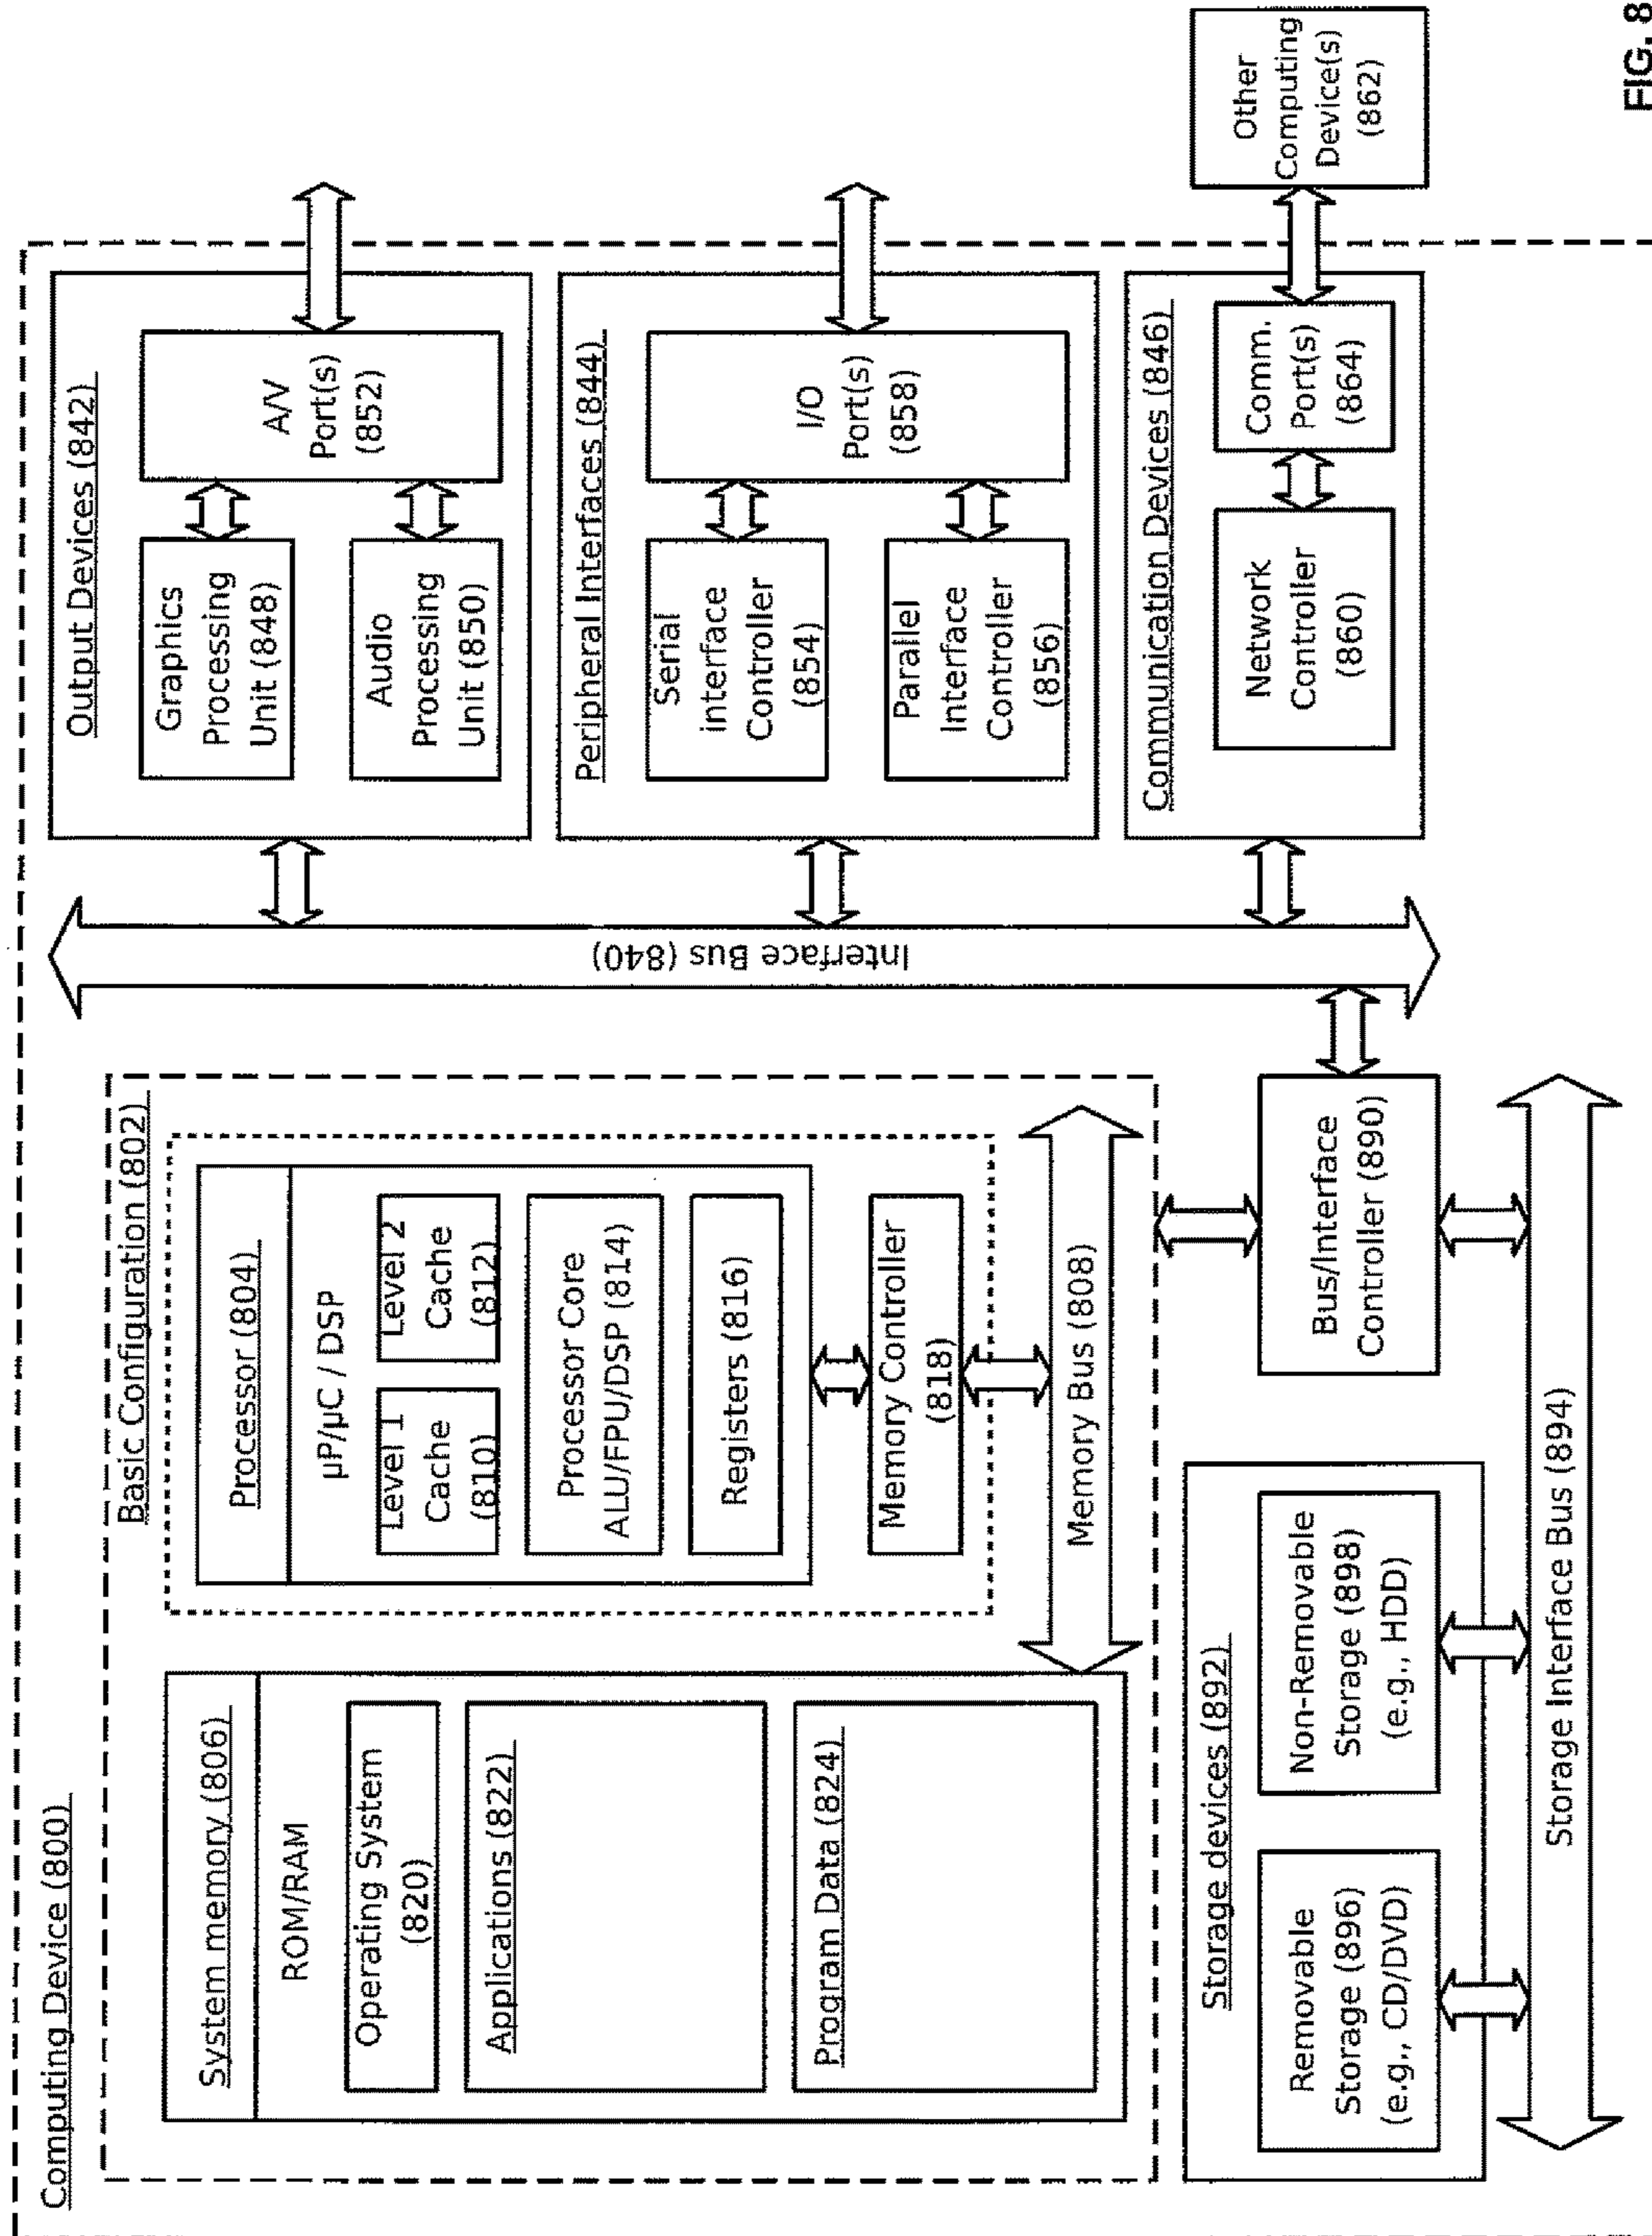 Computing Device (800)
Basic Configuration (802)
System memory (806)
ROM/RAM
Operating System
(820)
Applications (822)
Program Data (824)
Processor (804)
µP/µC / DSP
Level 1
Cache
(810)
Level 2
Cache
(812)
Processor Core
ALU/FPU/DSP (814)
Registers (816)
Memory Controller
(818)
Memory Bus (808)
Storage devices (892)
Removable
Storage (896)
(e.g., CD/DVD)
Non-Removable
Storage (898)
(e.g., HDD)
Bus/Interface
Controller (890)
Storage Interface Bus (894)
Interface Bus (840)
Output Devices (842)
Graphics
Processing
Unit (848)
Audio
Processing
Unit (850)
A/V
Port(s)
(852)
Peripheral Interfaces (844)
Serial
interface
Controller
(854)
Parallel
Interface
Controller
(856)
I/O
Port(s)
(858)
Communication Devices (846)
Network
Controller
(860)
Comm.
Port(s)
(864)
Other
Computing
Device(s)
(862)
FIG. 8